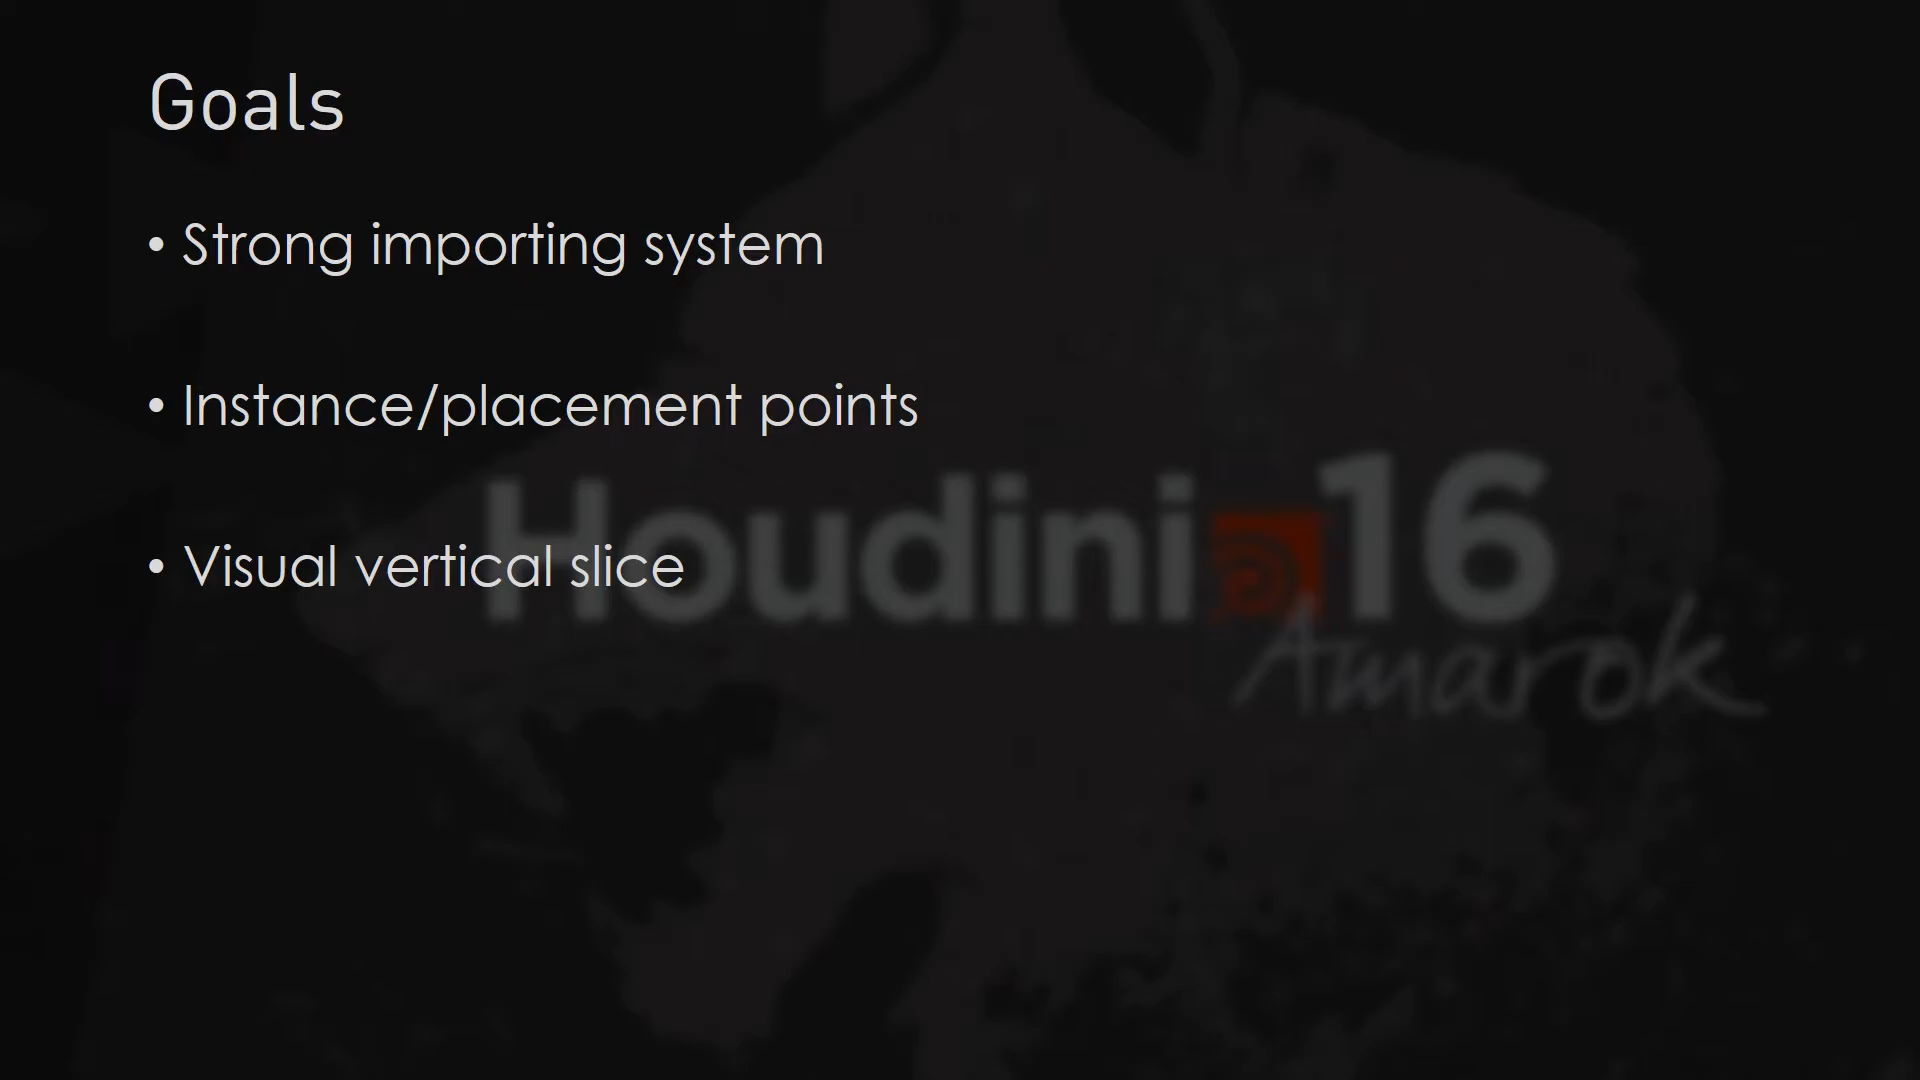 Goals
• Strong importing system
• Instance/placement points
• Visual vertical slice
Houdini 16
Amarok